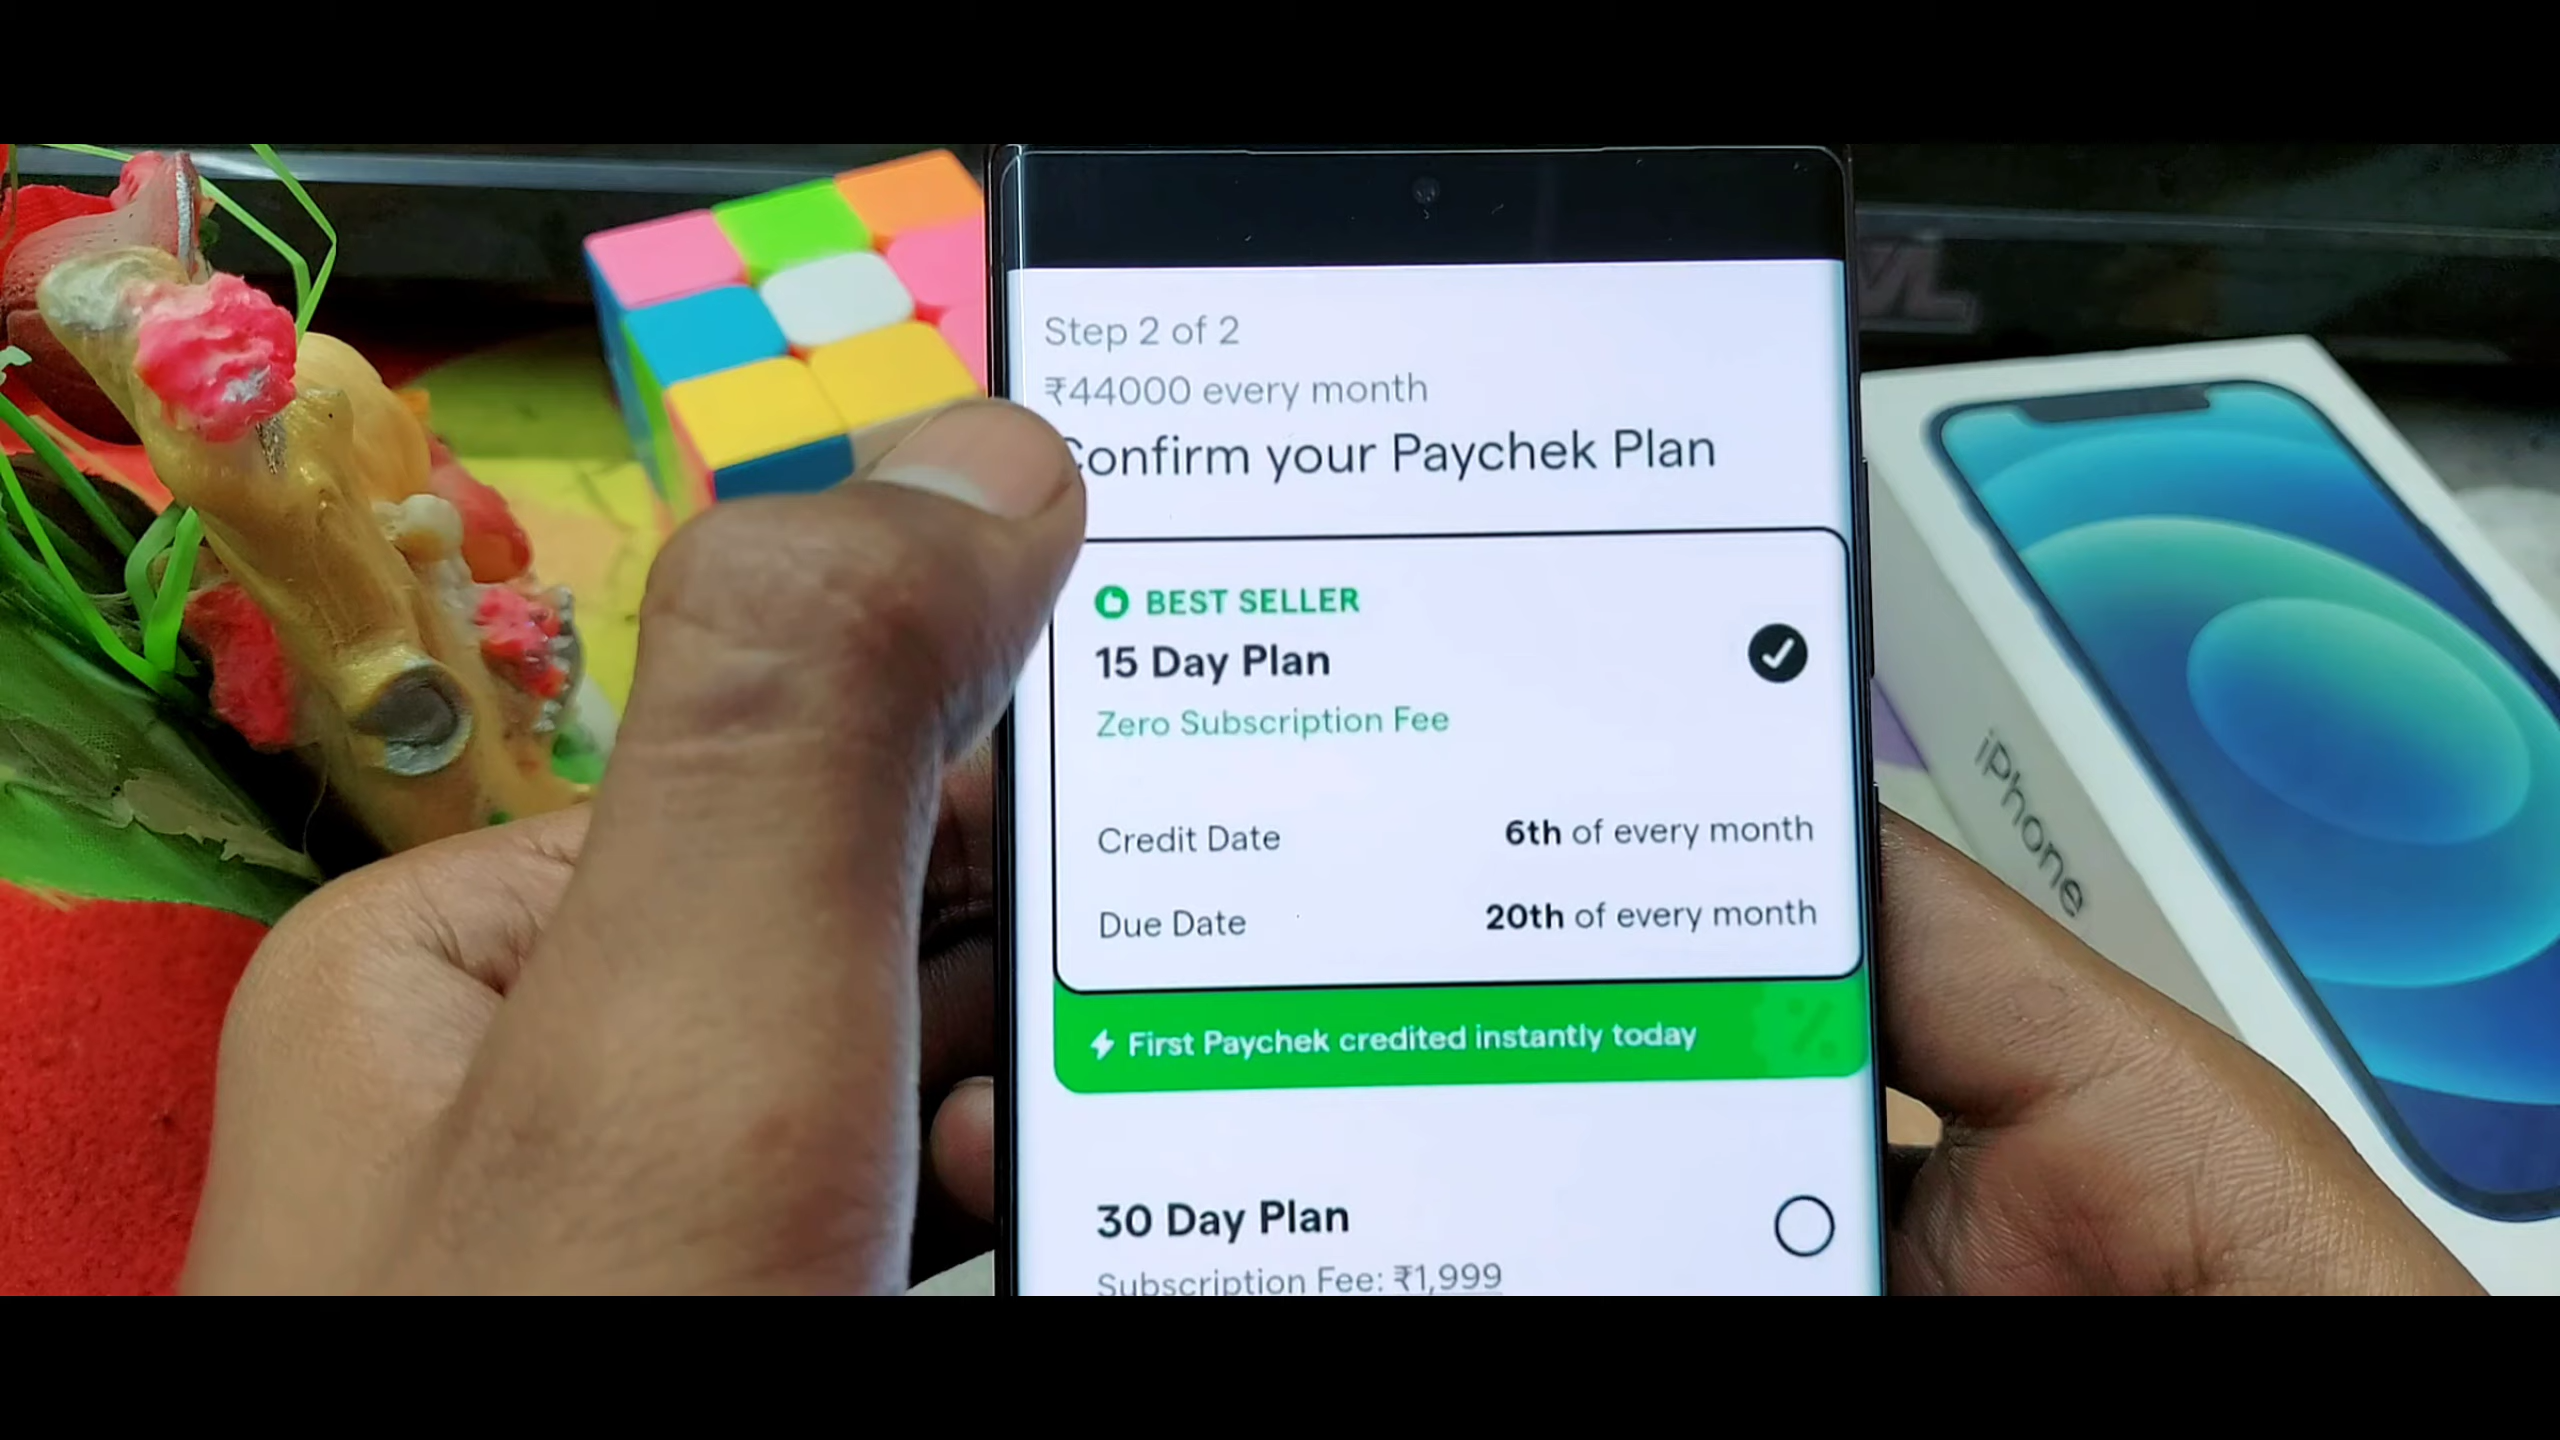 Step 2 of 2
₹44000 every month
Confirm your Paychek Plan
BEST SELLER
15 Day Plan
Zero Subscription Fee
Credit Date 6th of every month
Due Date 20th of every month
First Paychek credited instantly today
30 Day Plan
Subscription Fee: ₹1,999
iPhone